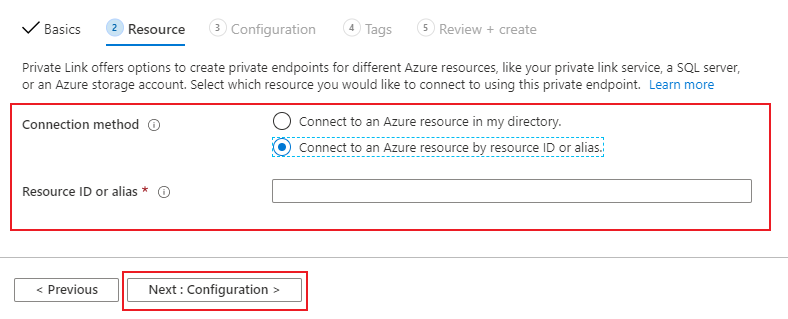 Basics 2 Resource 3 Configuration 4 Tags 5 Review + create
Private Link offers options to create private endpoints for different Azure resources, like your private link service, a SQL server,
or an Azure storage account. Select which resource you would like to connect to using this private endpoint. Learn more
Connection method Connect to an Azure resource in my directory.
Connect to an Azure resource by resource ID or alias.
Resource ID or alias *
< Previous Next : Configuration >